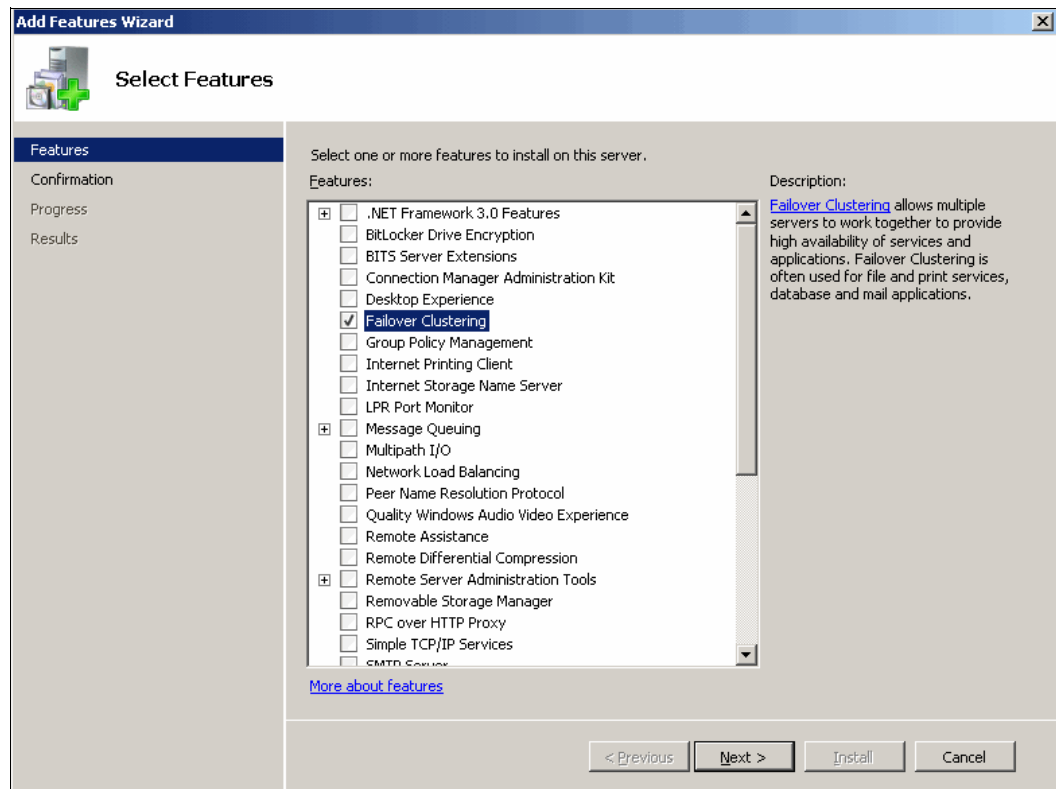 Add Features Wizard
Select Features
Features
Confirmation
Progress
Results
Select one or more features to install on this server.
Features:
.NET Framework 3.0 Features
BitLocker Drive Encryption
BITS Server Extensions
Connection Manager Administration Kit
Desktop Experience
Failover Clustering
Group Policy Management
Internet Printing Client
Internet Storage Name Server
LPR Port Monitor
Message Queuing
Multipath I/O
Network Load Balancing
Peer Name Resolution Protocol
Quality Windows Audio Video Experience
Remote Assistance
Remote Differential Compression
Remote Server Administration Tools
Removable Storage Manager
RPC over HTTP Proxy
Simple TCP/IP Services
SMTP Server
More about features
Description:
Failover Clustering allows multiple
servers to work together to provide
high availability of services and
applications. Failover Clustering is
often used for file and print services,
database and mail applications.
< Previous
Next >
Install
Cancel